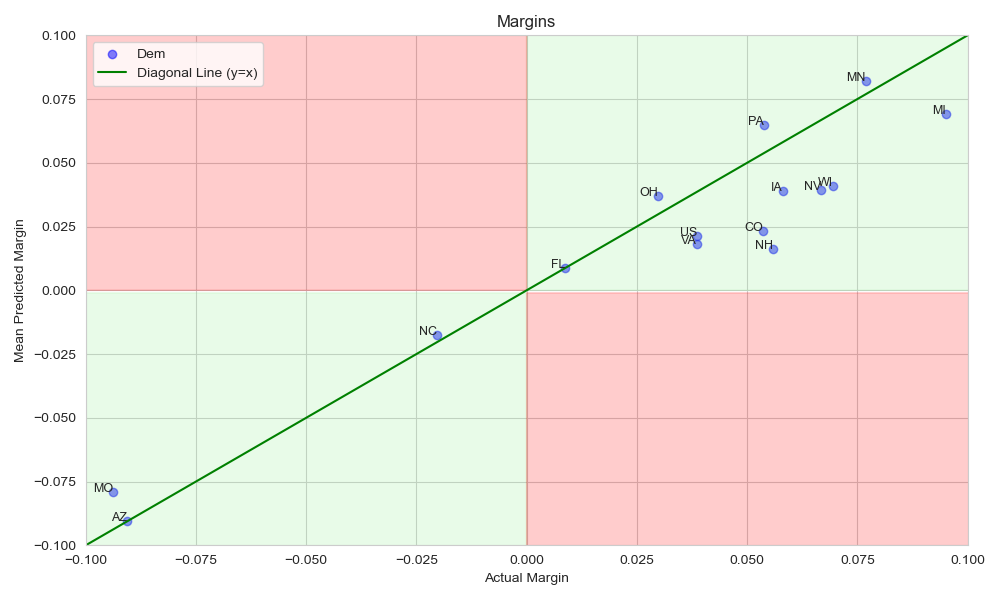 Margins
Dem
Diagonal Line (y=x)
Mean Predicted Margin
0.100
0.075
0.050
0.025
0.000
−0.025
−0.050
−0.075
−0.100
MN
MI
PA
OH
IA
NV
WI
US
VA
CO
NH
FL
NC
MO
AZ
−0.100
−0.075
−0.050
−0.025
0.000
0.025
0.050
0.075
0.100
Actual Margin